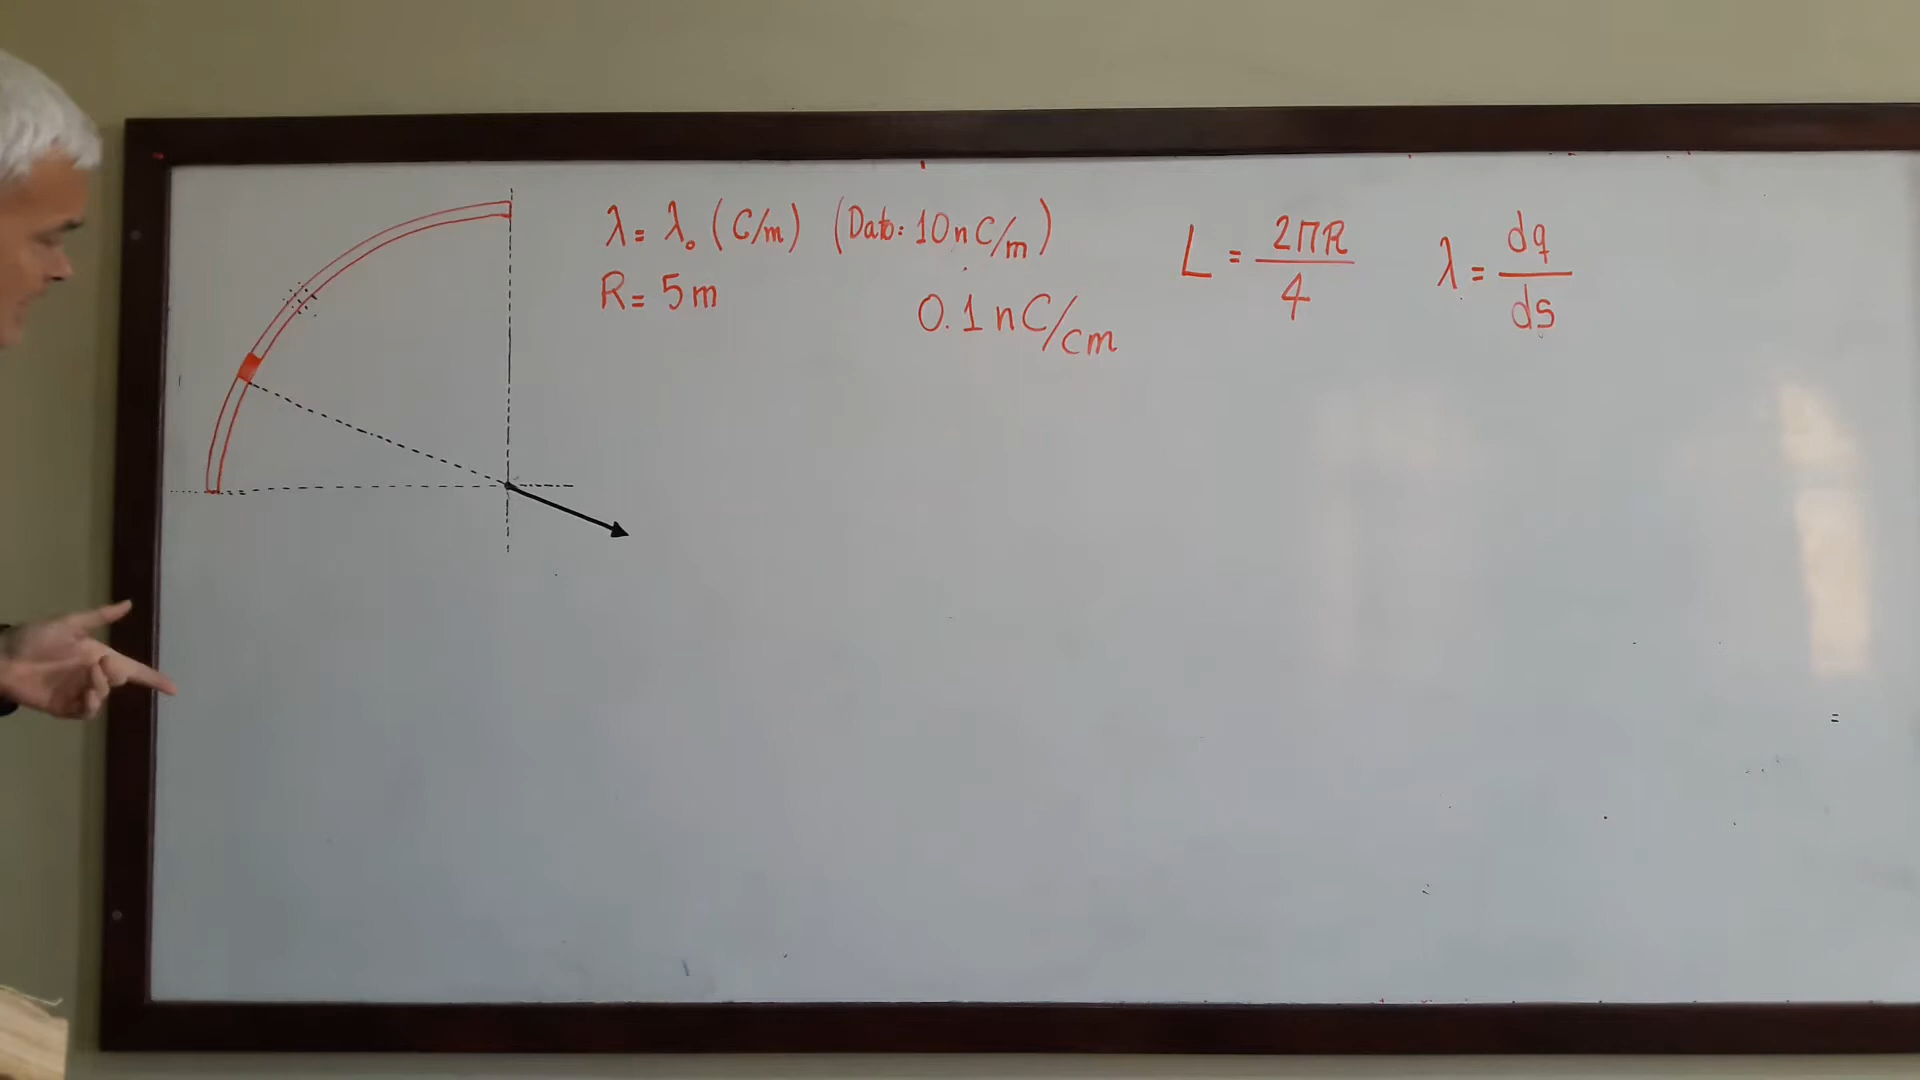 λ = λ₀ (C/m) (Dato: 10 nC/m)
R = 5 m
0.1 nC/cm
L = 2πR/4
λ = dq/ds
=